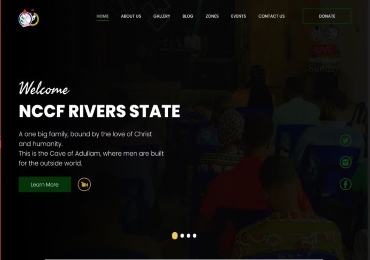 HOME
ABOUT US
GALLERY
BLOG
ZONES
EVENTS
CONTACT US
DONATE
Welcome
NCCF RIVERS STATE
A one big family, bound by the love of Christ
and humanity.
This is the Cave of Adullam, where men are built
for the outside world.
Learn More